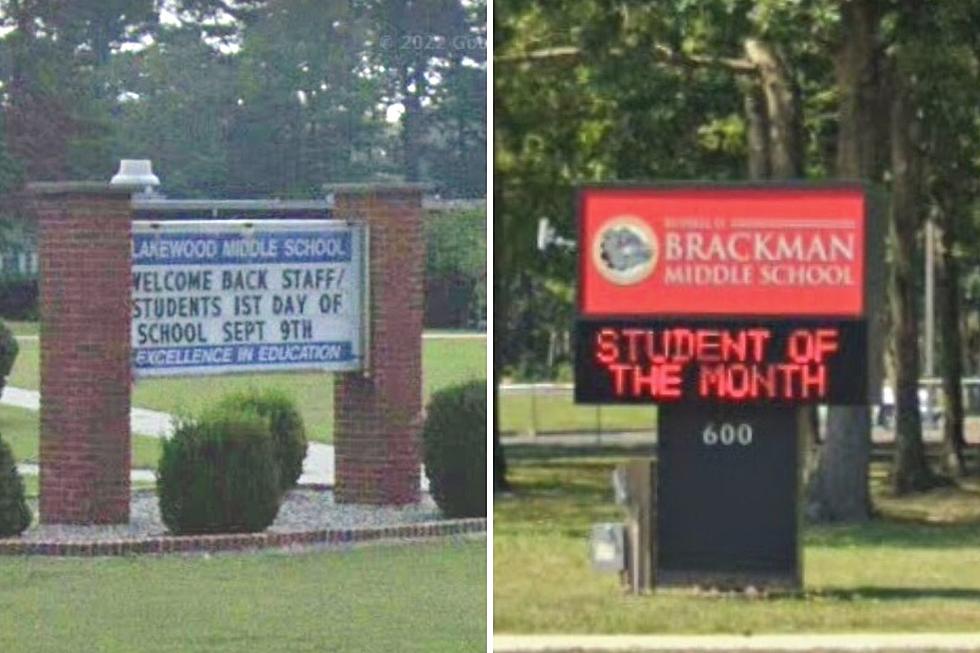 © 2022
LAKEWOOD MIDDLE SCHOOL
WELCOME BACK STAFF/
STUDENTS 1ST DAY OF
SCHOOL SEPT 9TH
EXCELLENCE IN EDUCATION
BRACKMAN
MIDDLE SCHOOL
STUDENT OF
THE MONTH
600